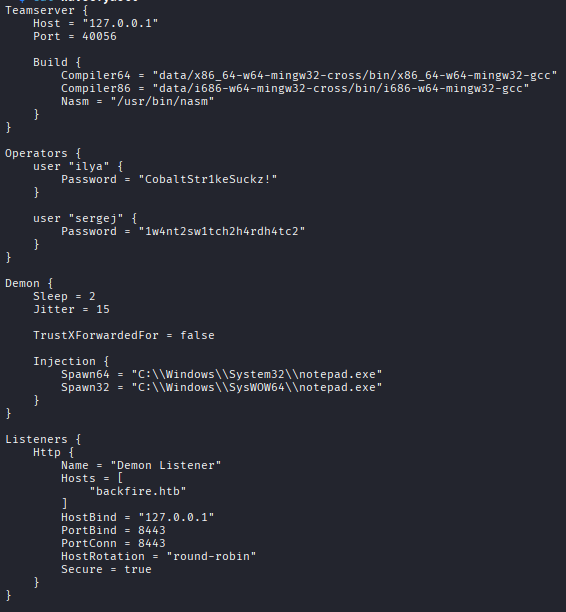 Teamserver {
    Host = "127.0.0.1"
    Port = 40056

    Build {
        Compiler64 = "data/x86_64-w64-mingw32-cross/bin/x86_64-w64-mingw32-gcc"
        Compiler86 = "data/i686-w64-mingw32-cross/bin/i686-w64-mingw32-gcc"
        Nasm = "/usr/bin/nasm"
    }
}

Operators {
    user "ilya" {
        Password = "CobaltStr1keSuckz!"
    }

    user "sergej" {
        Password = "1w4nt2sw1tch2h4rdh4tc2"
    }
}

Demon {
    Sleep = 2
    Jitter = 15

    TrustXForwardedFor = false

    Injection {
        Spawn64 = "C:\\Windows\\System32\\notepad.exe"
        Spawn32 = "C:\\Windows\\SysWOW64\\notepad.exe"
    }
}

Listeners {
    Http {
        Name = "Demon Listener"
        Hosts = [
            "backfire.htb"
        ]
        HostBind = "127.0.0.1"
        PortBind = 8443
        PortConn = 8443
        HostRotation = "round-robin"
        Secure = true
    }
}